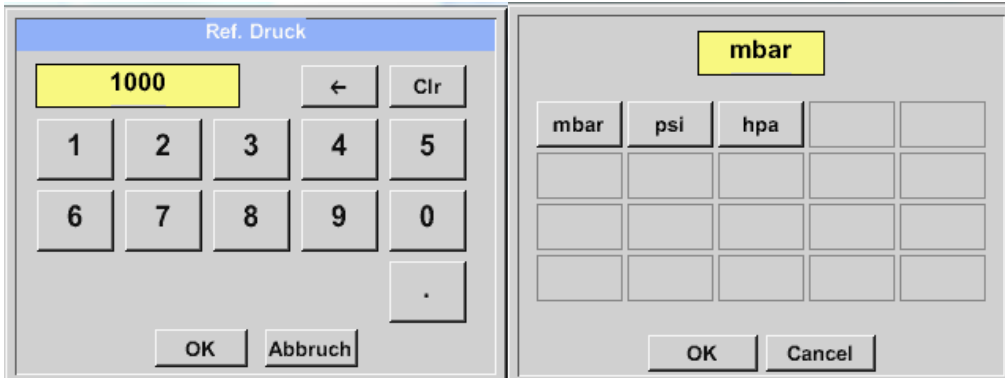 Ref. Druck
1000
← Clr
1 2 3 4 5
6 7 8 9 0
.
OK Abbruch
mbar
mbar psi hpa
OK Cancel